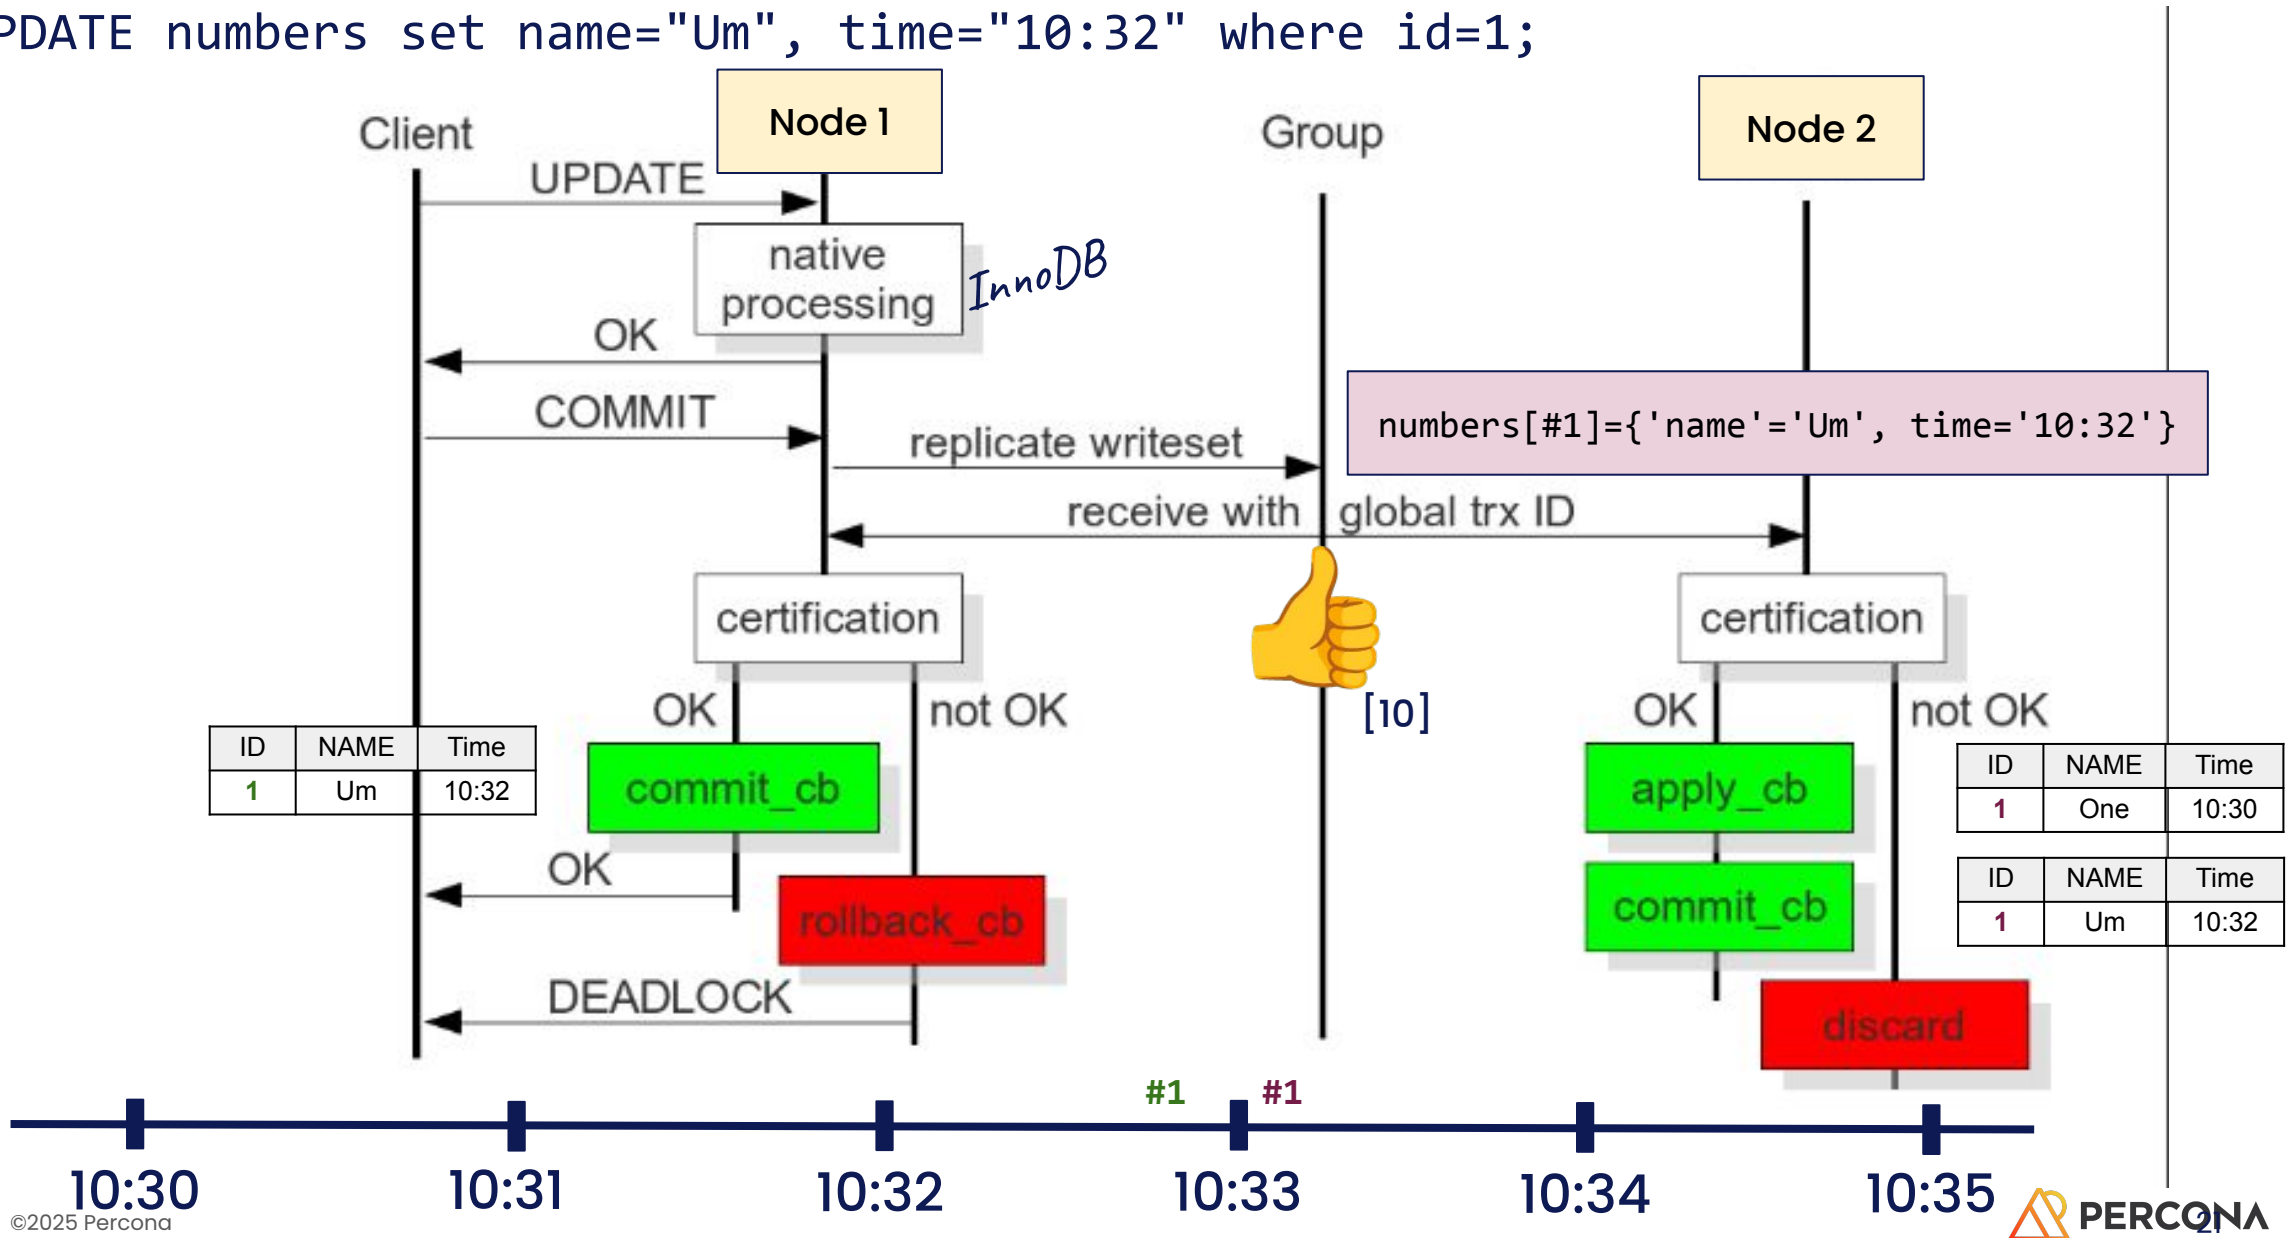 PDATE numbers set name="Um", time="10:32" where id=1;
Client
Node 1
Group
Node 2
UPDATE
native
processing
InnoDB
OK
COMMIT
replicate writeset
numbers[#1]={'name'='Um', time='10:32'}
receive with global trx ID
certification
certification
OK
not OK
[10]
OK
not OK
ID NAME Time
1 Um 10:32
commit_cb
apply_cb
ID NAME Time
1 One 10:30
OK
rollback_cb
commit_cb
ID NAME Time
1 Um 10:32
DEADLOCK
discard
#1 #1
10:30 10:31 10:32 10:33 10:34 10:35
©2025 Percona
PERCONA
21